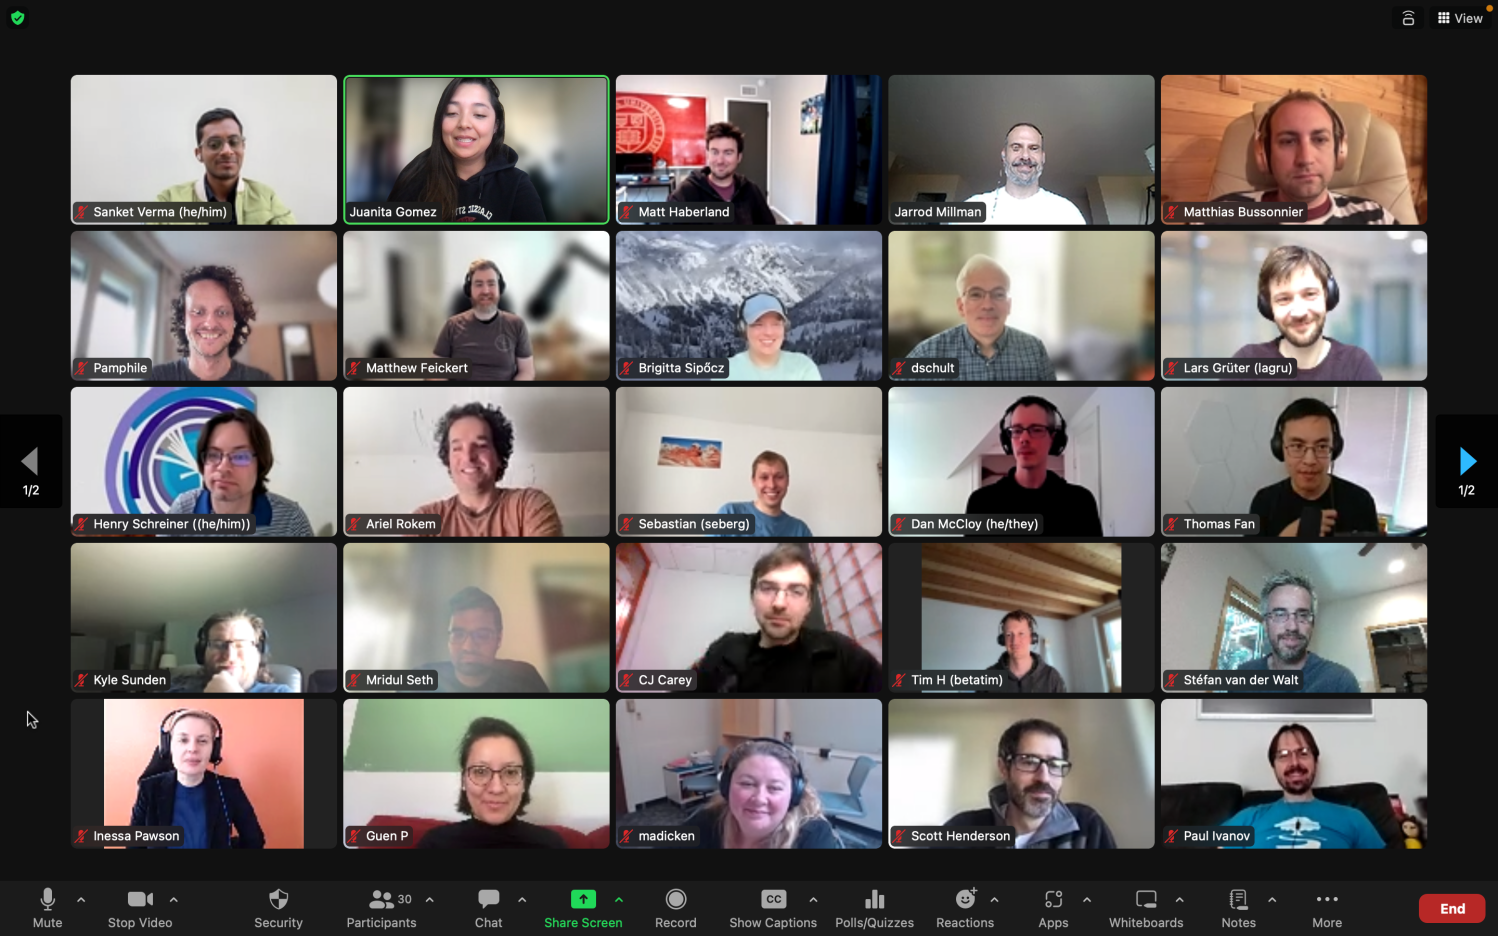 View
Sanket Verma (he/him)
Juanita Gomez
Matt Haberland
Jarrod Millman
Matthias Bussonnier
Pamphile
Matthew Feickert
Brigitta Sipőcz
dschult
Lars Grüter (lagru)
Henry Schreiner ((he/him))
Ariel Rokem
Sebastian (seberg)
Dan McCloy (he/they)
Thomas Fan
1/2
1/2
Kyle Sunden
Mridul Seth
CJ Carey
Tim H (betatim)
Stéfan van der Walt
Inessa Pawson
Guen P
madicken
Scott Henderson
Paul Ivanov
30
CC
Mute
Stop Video
Security
Participants
Chat
Share Screen
Record
Show Captions
Polls/Quizzes
Reactions
Apps
Whiteboards
Notes
More
End